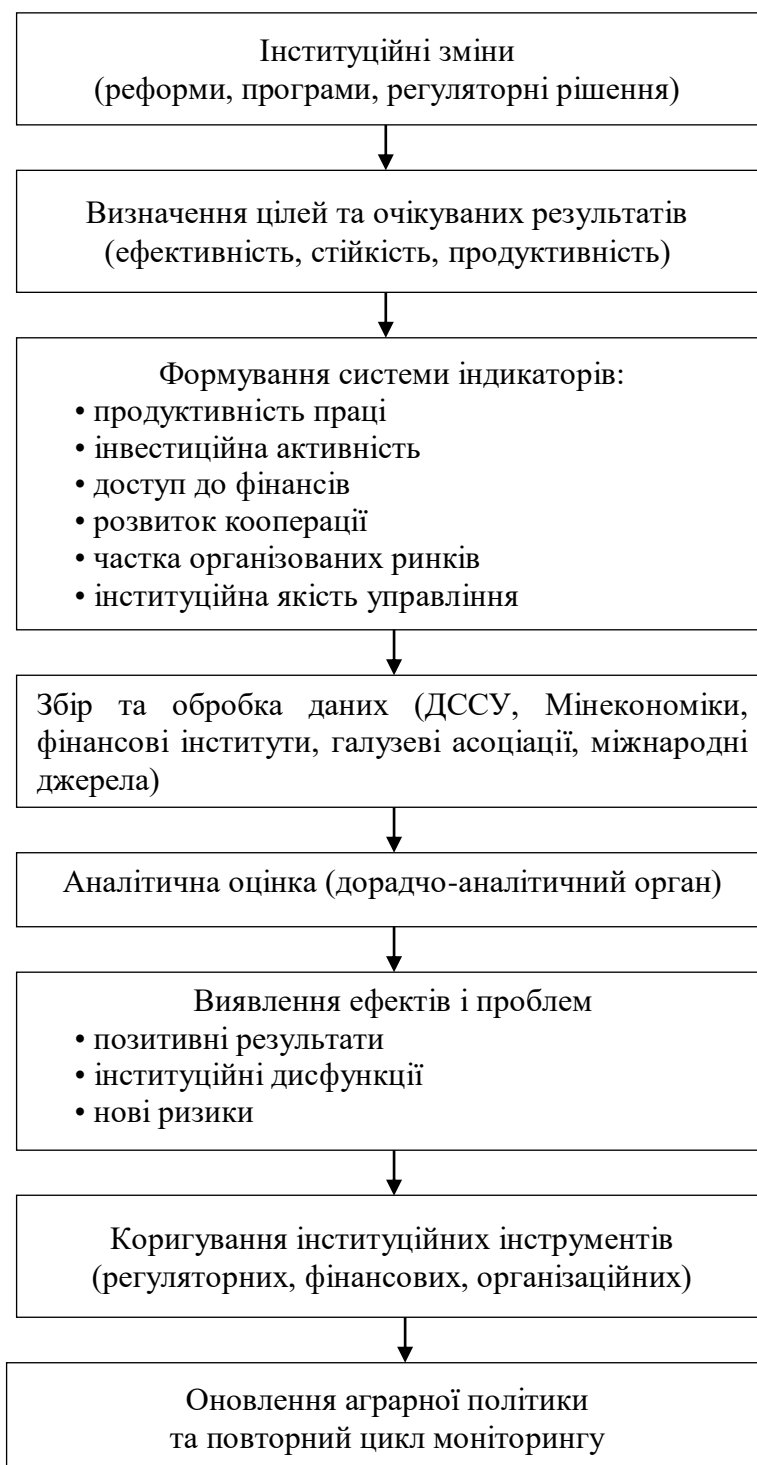 Інституційні зміни
(реформи, програми, регуляторні рішення)
Визначення цілей та очікуваних результатів
(ефективність, стійкість, продуктивність)
Формування системи індикаторів:
• продуктивність праці
• інвестиційна активність
• доступ до фінансів
• розвиток кооперації
• частка організованих ринків
• інституційна якість управління
Збір та обробка даних (ДССУ, Мінекономіки,
фінансові інститути, галузеві асоціації, міжнародні
джерела)
Аналітична оцінка (дорадчо-аналітичний орган)
Виявлення ефектів і проблем
• позитивні результати
• інституційні дисфункції
• нові ризики
Коригування інституційних інструментів
(регуляторних, фінансових, організаційних)
Оновлення аграрної політики
та повторний цикл моніторингу